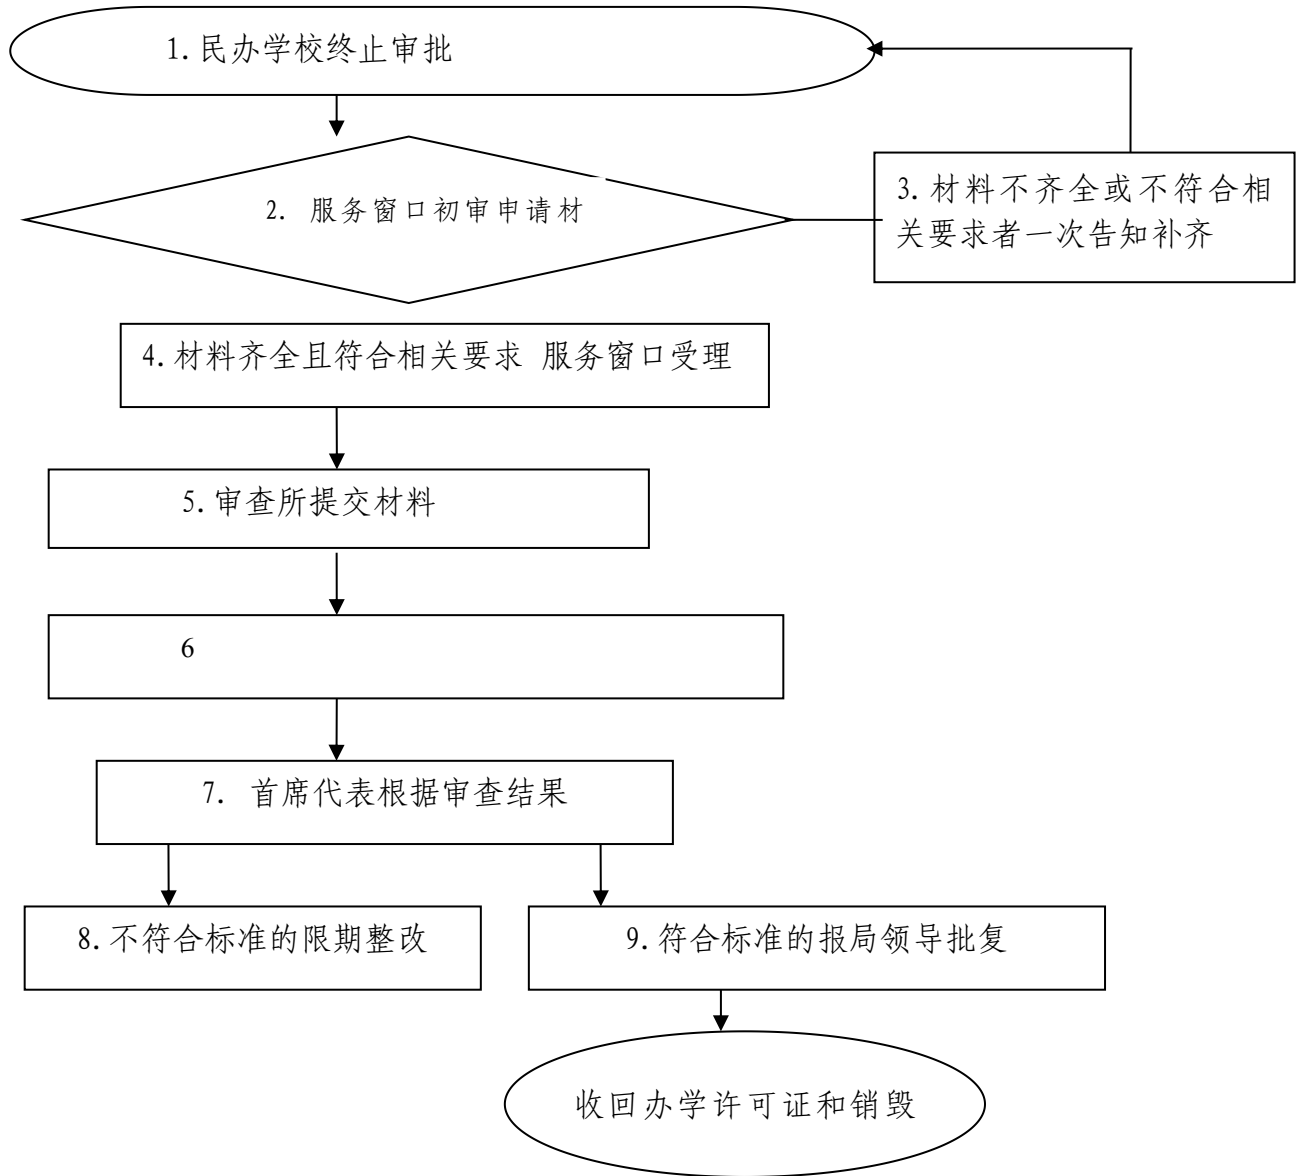 1.民办学校终止审批
2. 服务窗口初审申请材
3.材料不齐全或不符合相
关要求者一次告知补齐
4.材料齐全且符合相关要求 服务窗口受理
5.审查所提交材料
6
7. 首席代表根据审查结果
8.不符合标准的限期整改
9.符合标准的报局领导批复
收回办学许可证和销毁